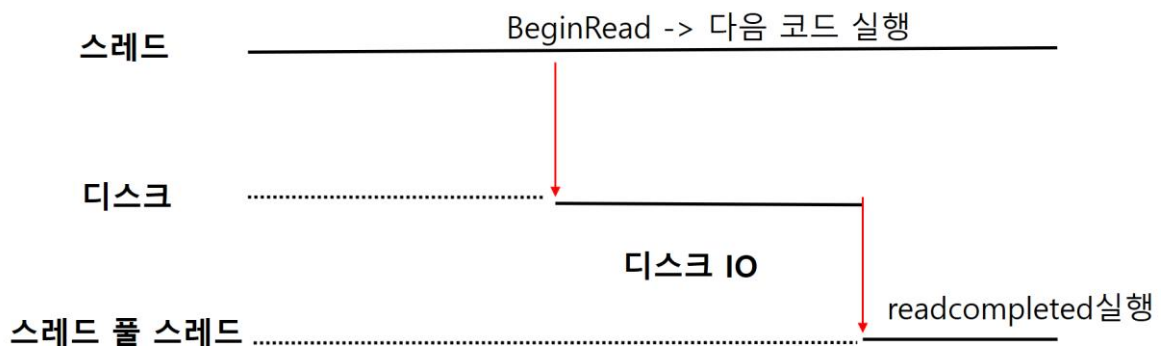 BeginRead -> 다음 코드 실행
스레드
디스크
디스크 IO
readcompleted실행
스레드 풀 스레드